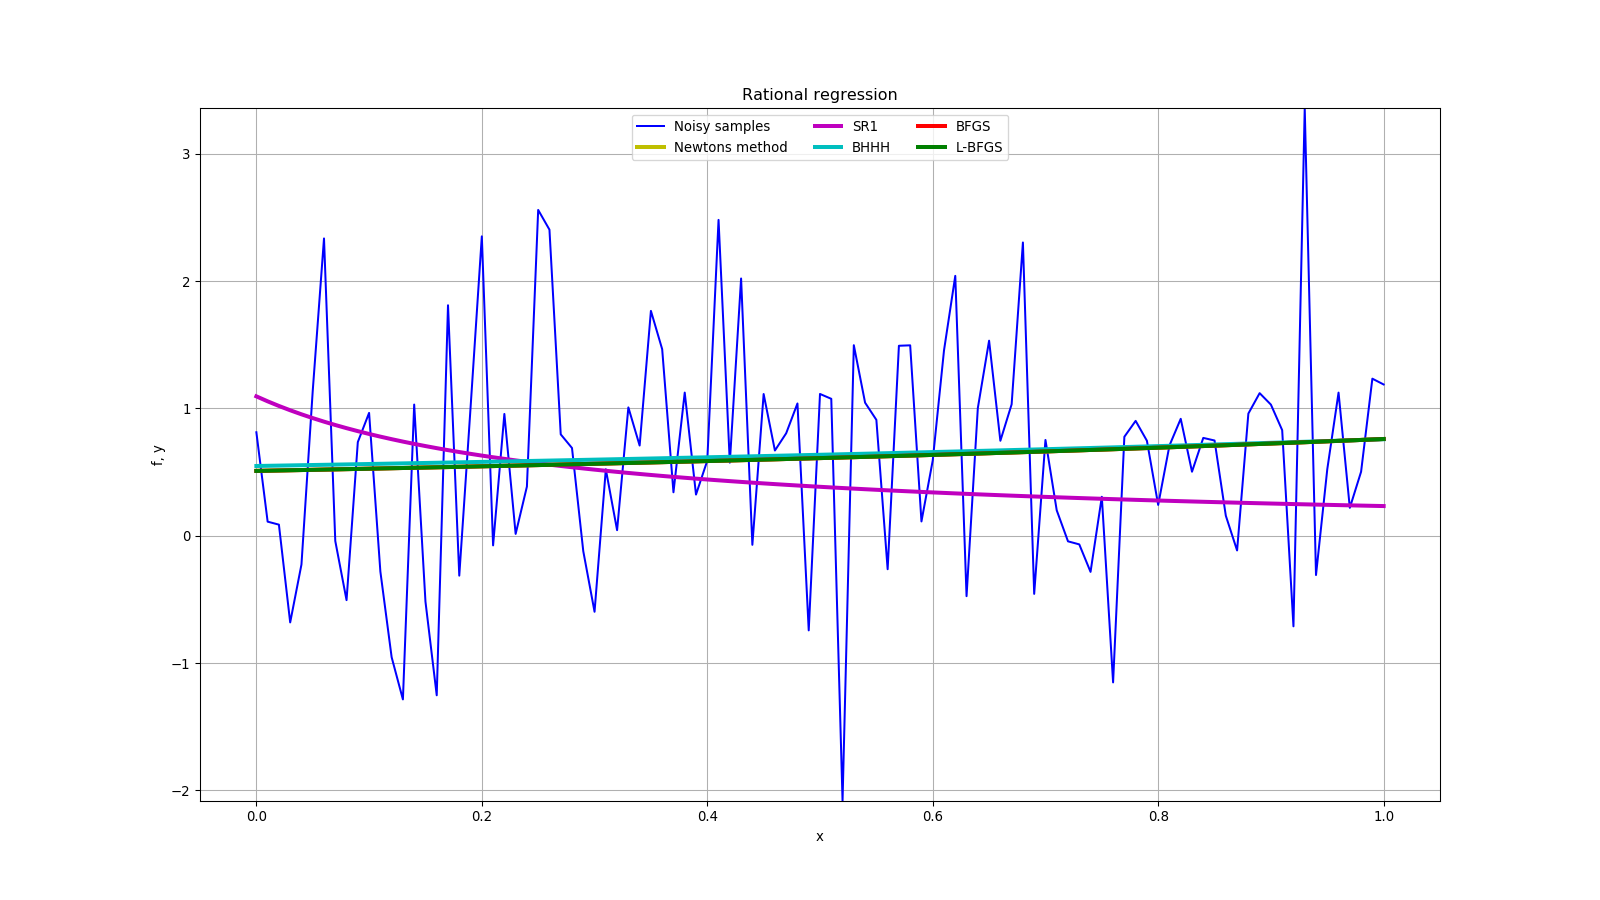 Rational regression
Noisy samples SR1 BFGS
Newtons method BHHH L-BFGS
3
2
1
0
−1
−2
f, y
0.0 0.2 0.4 0.6 0.8 1.0
x